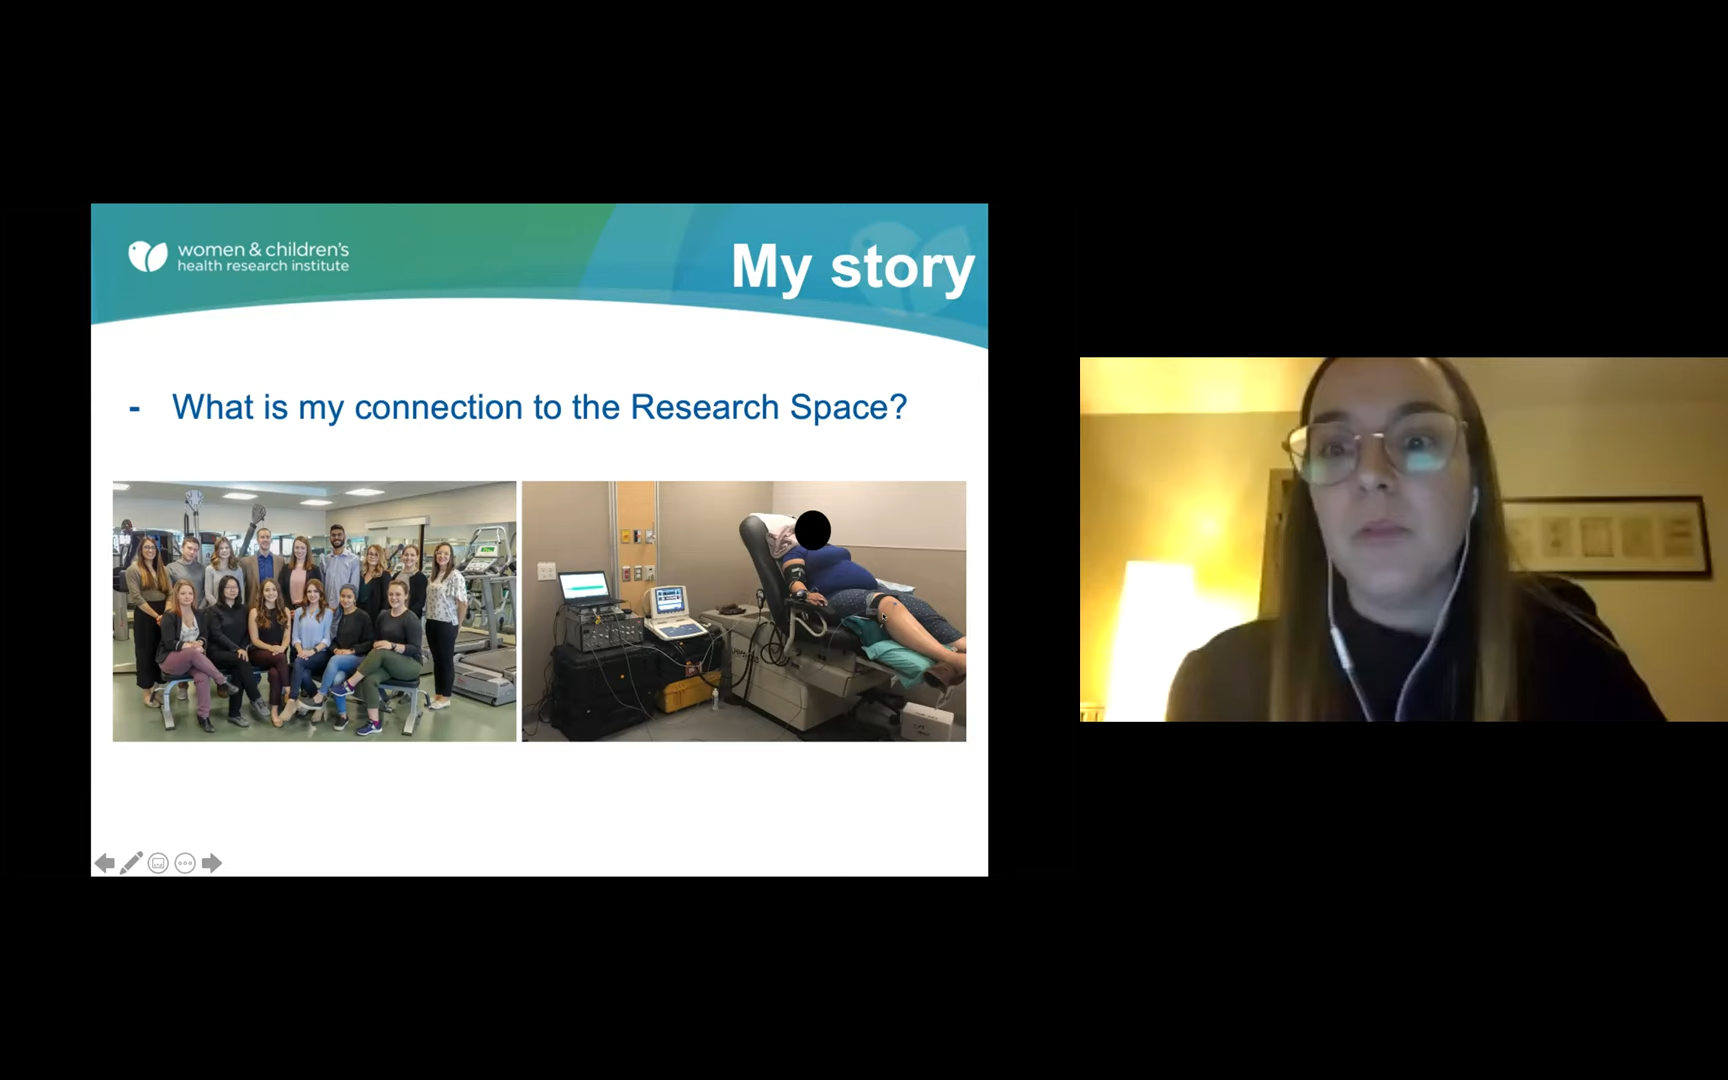 women & children's
health research institute
My story
- What is my connection to the Research Space?